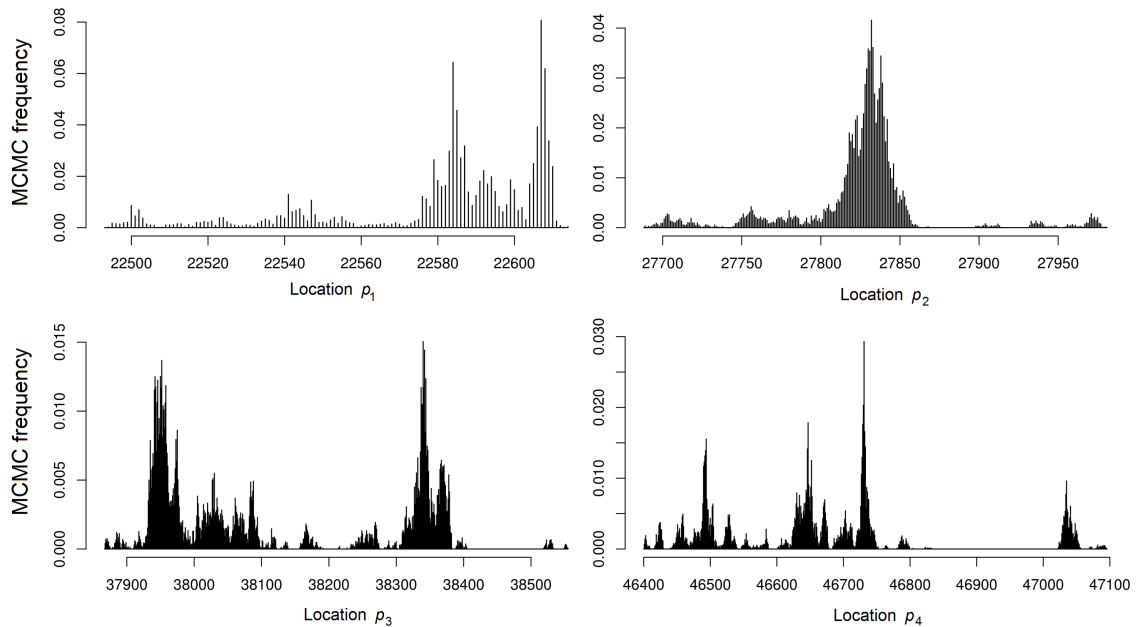 MCMC frequency
0.00 0.02 0.04 0.06 0.08
22500 22520 22540 22560 22580 22600
Location p1
0.00 0.01 0.02 0.03 0.04
27700 27750 27800 27850 27900 27950
Location p2
MCMC frequency
0.000 0.005 0.010 0.015
37900 38000 38100 38200 38300 38400 38500
Location p3
0.000 0.010 0.020 0.030
46400 46500 46600 46700 46800 46900 47000 47100
Location p4